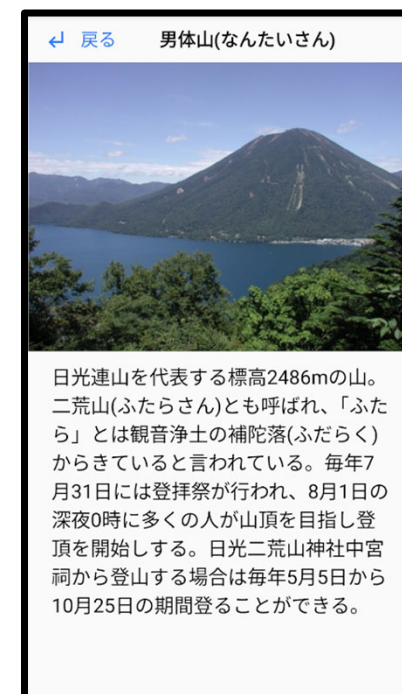 戻る 男体山(なんたいさん)
日光連山を代表する標高2486mの山。
二荒山(ふたらさん)とも呼ばれ、「ふた
ら」とは観音浄土の補陀落(ふだらく)
からきていると言われている。毎年7
月31日には登拝祭が行われ、8月1日の
深夜0時に多くの人が山頂を目指し登
頂を開始しする。日光二荒山神社中宮
祠から登山する場合は毎年5月5日から
10月25日の期間登ることができる。